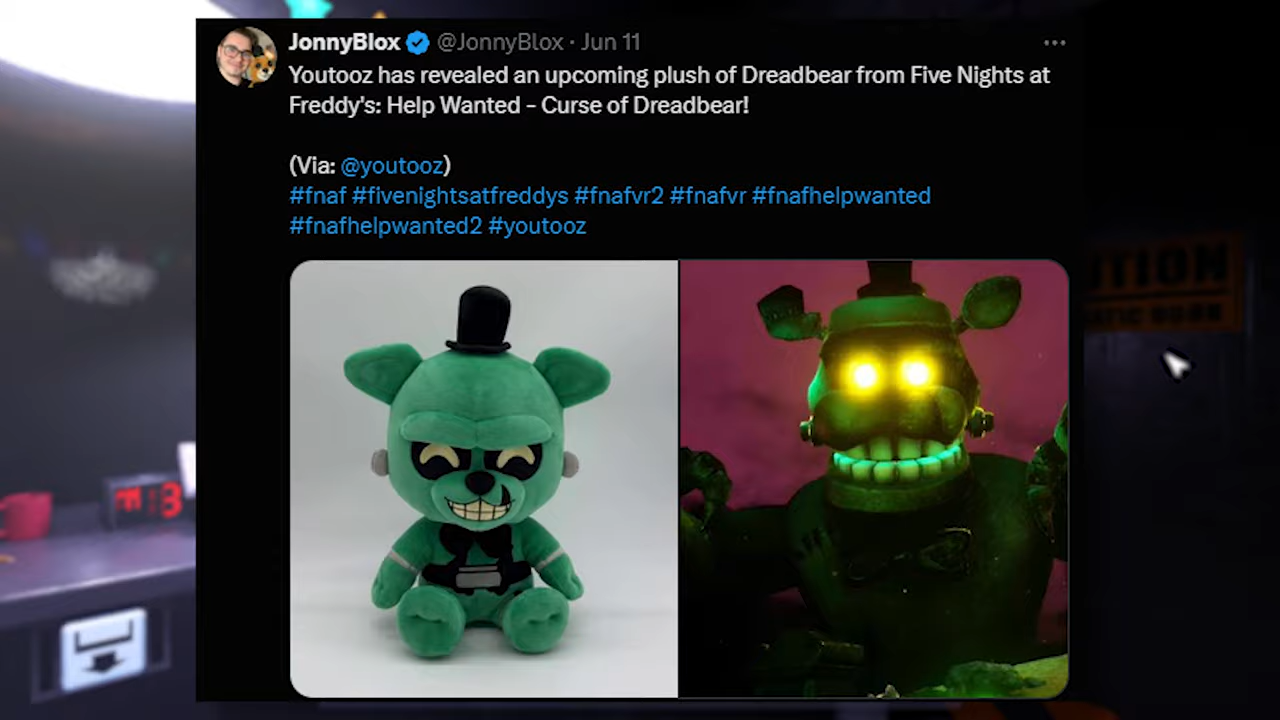 JonnyBlox @JonnyBlox · Jun 11
Youtooz has revealed an upcoming plush of Dreadbear from Five Nights at
Freddy's: Help Wanted - Curse of Dreadbear!
(Via: @youtooz)
#fnaf #fivenightsatfreddys #fnafvr2 #fnafvr #fnafhelpwanted
#fnafhelpwanted2 #youtooz
UTION